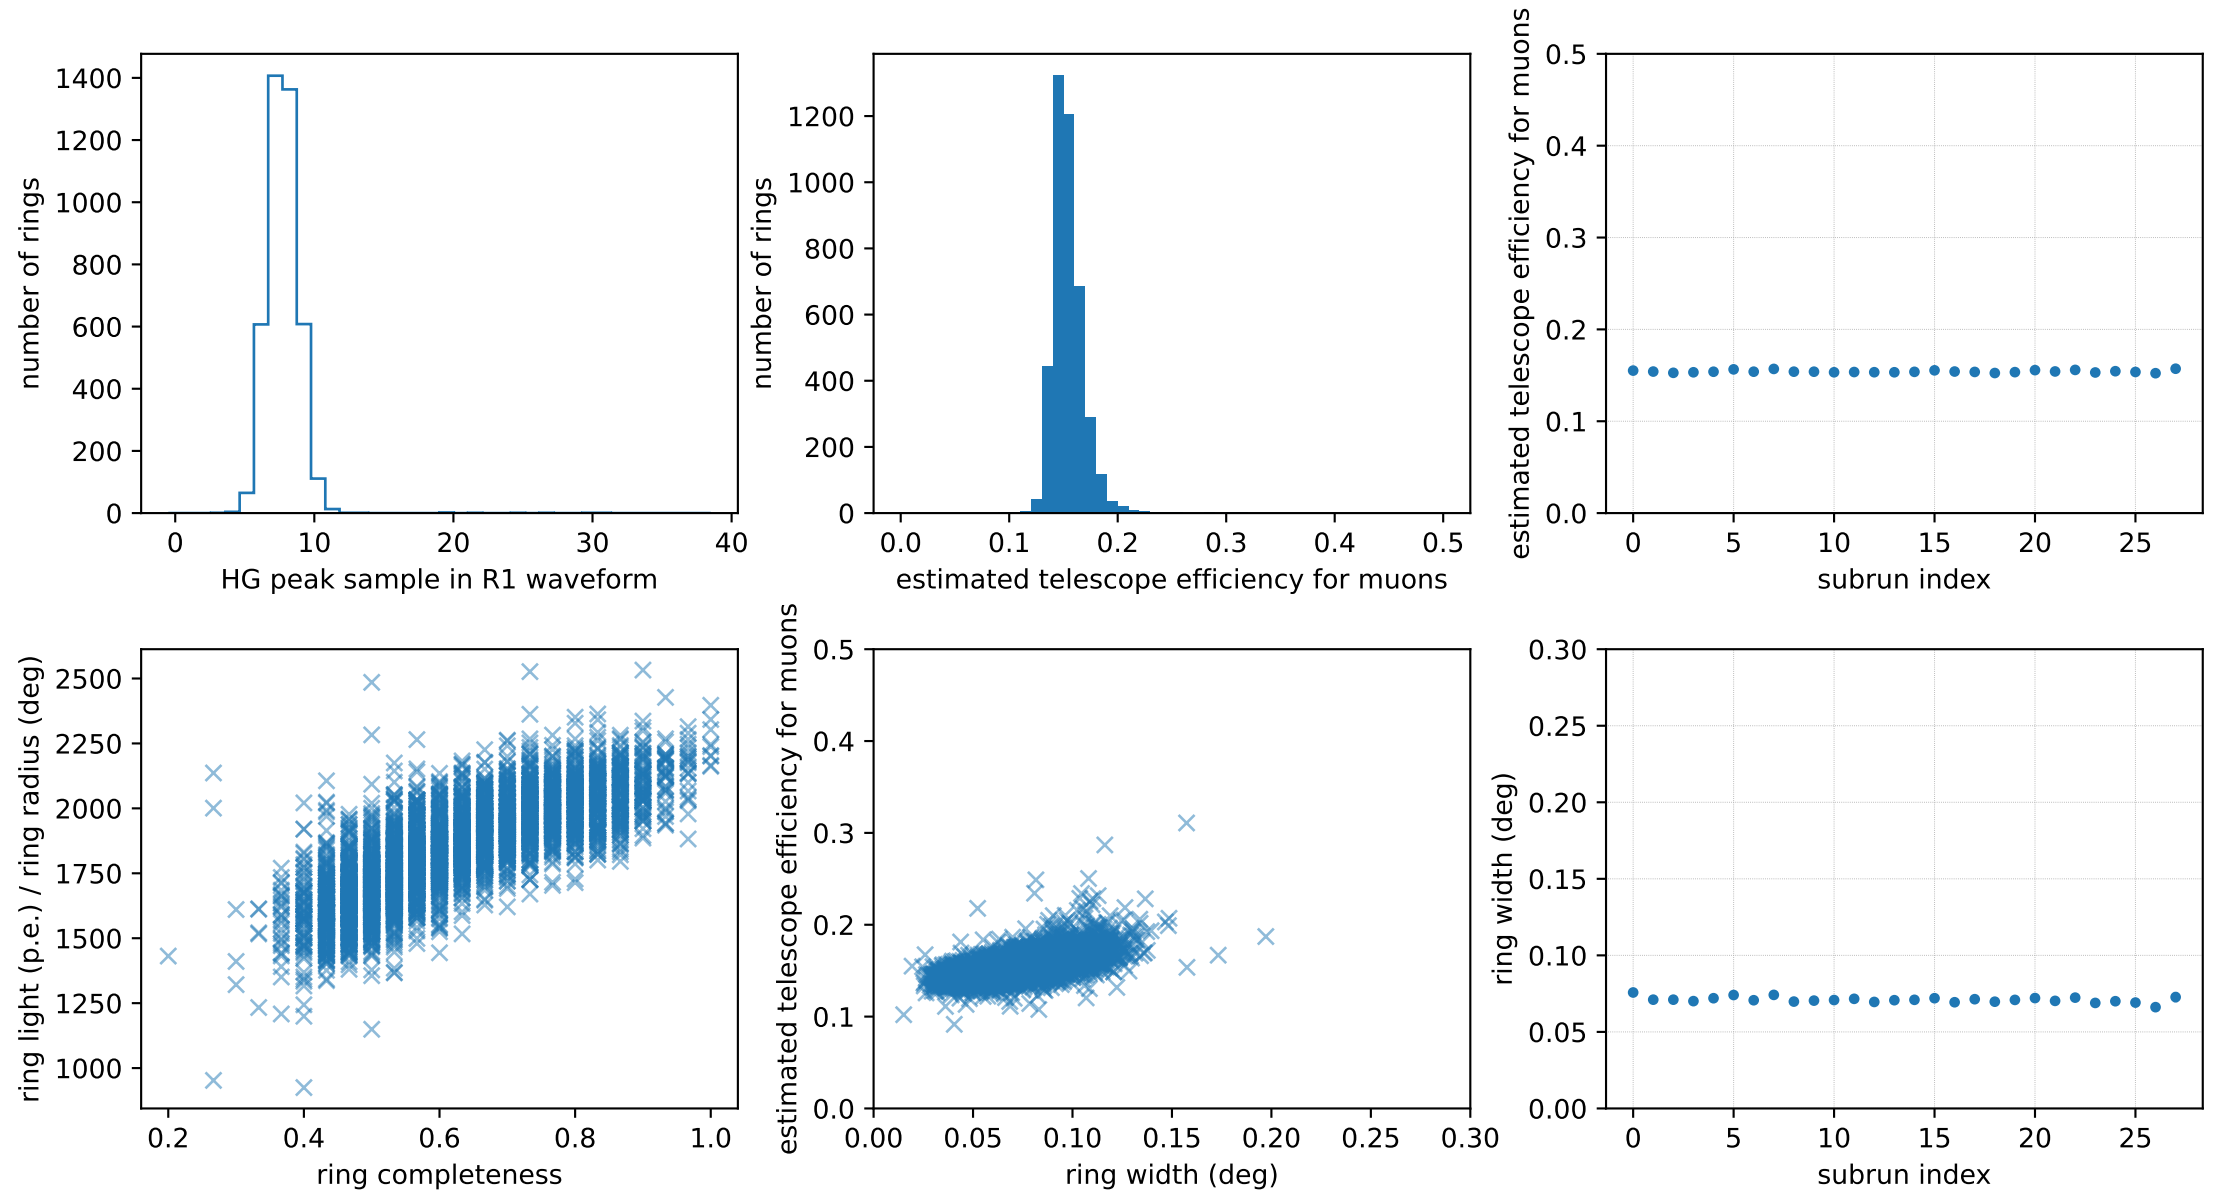 number of rings
1400
1200
1000
800
600
400
200
0
0 10 20 30 40
HG peak sample in R1 waveform
number of rings
1200
1000
800
600
400
200
0
0.0 0.1 0.2 0.3 0.4 0.5
estimated telescope efficiency for muons
estimated telescope efficiency for muons
0.5
0.4
0.3
0.2
0.1
0.0
0 5 10 15 20 25
subrun index
ring light (p.e.) / ring radius (deg)
2500
2250
2000
1750
1500
1250
1000
0.2 0.4 0.6 0.8 1.0
ring completeness
estimated telescope efficiency for muons
0.5
0.4
0.3
0.2
0.1
0.0
0.00 0.05 0.10 0.15 0.20 0.25 0.30
ring width (deg)
ring width (deg)
0.30
0.25
0.20
0.15
0.10
0.05
0.00
0 5 10 15 20 25
subrun index